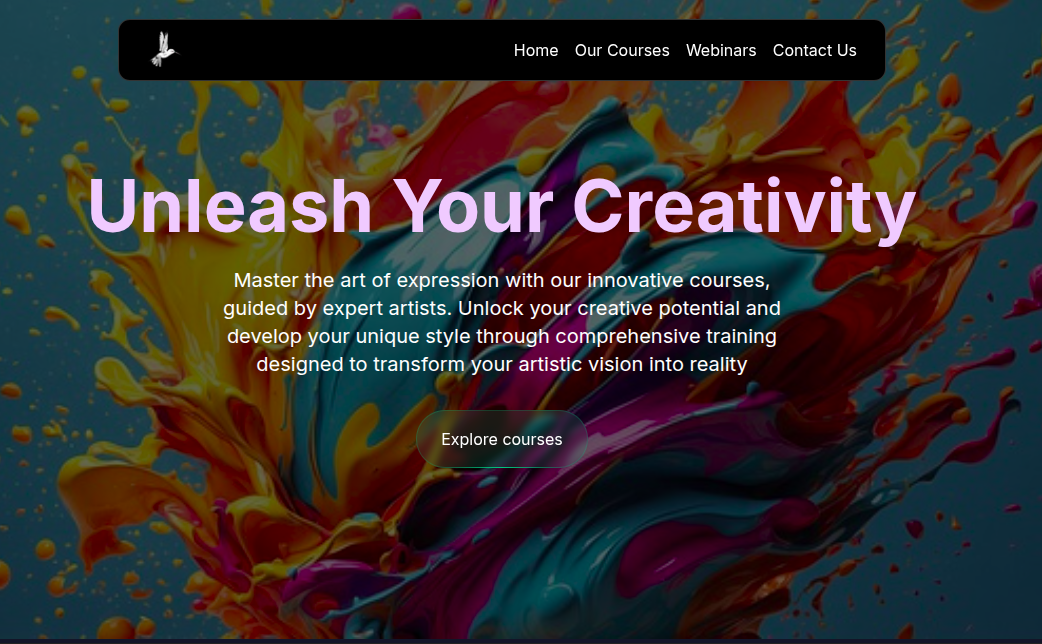 Home Our Courses Webinars Contact Us
Unleash Your Creativity
Master the art of expression with our innovative courses,
guided by expert artists. Unlock your creative potential and
develop your unique style through comprehensive training
designed to transform your artistic vision into reality
Explore courses